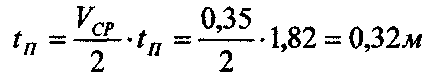 t_П = V_СР / 2 · t_П = 0,35 / 2 · 1,82 = 0,32м